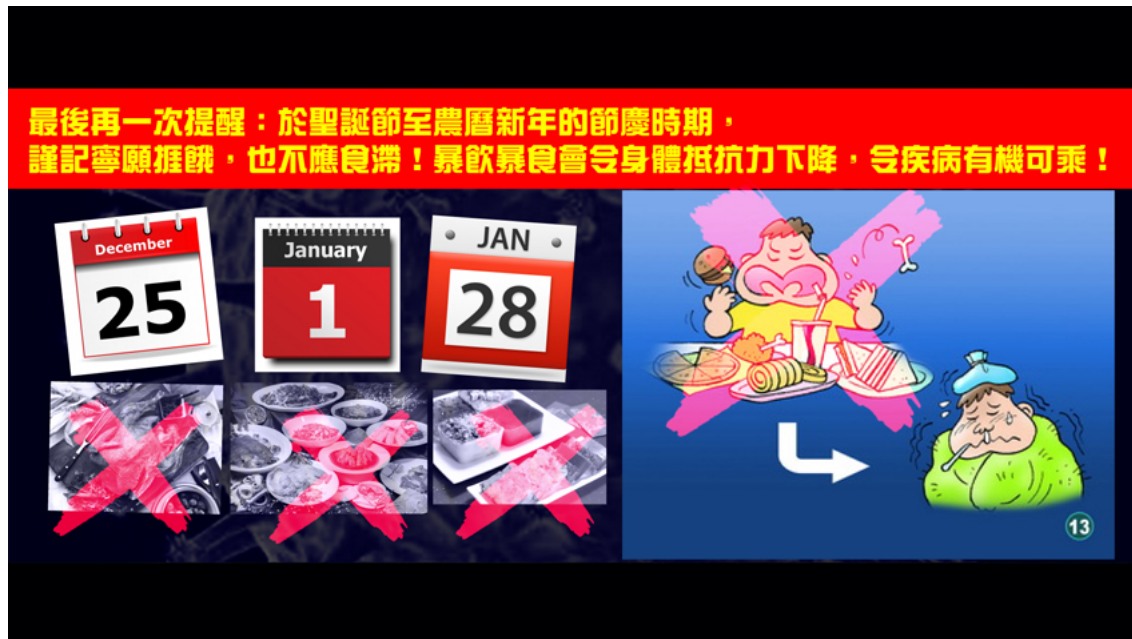 最後再一次提醒：於聖誕節至農曆新年的節慶時期，
謹記寧願捱餓，也不應食滯！暴飲暴食會令身體抵抗力下降，令疾病有機可乘！
December
25
January
1
JAN
28
13